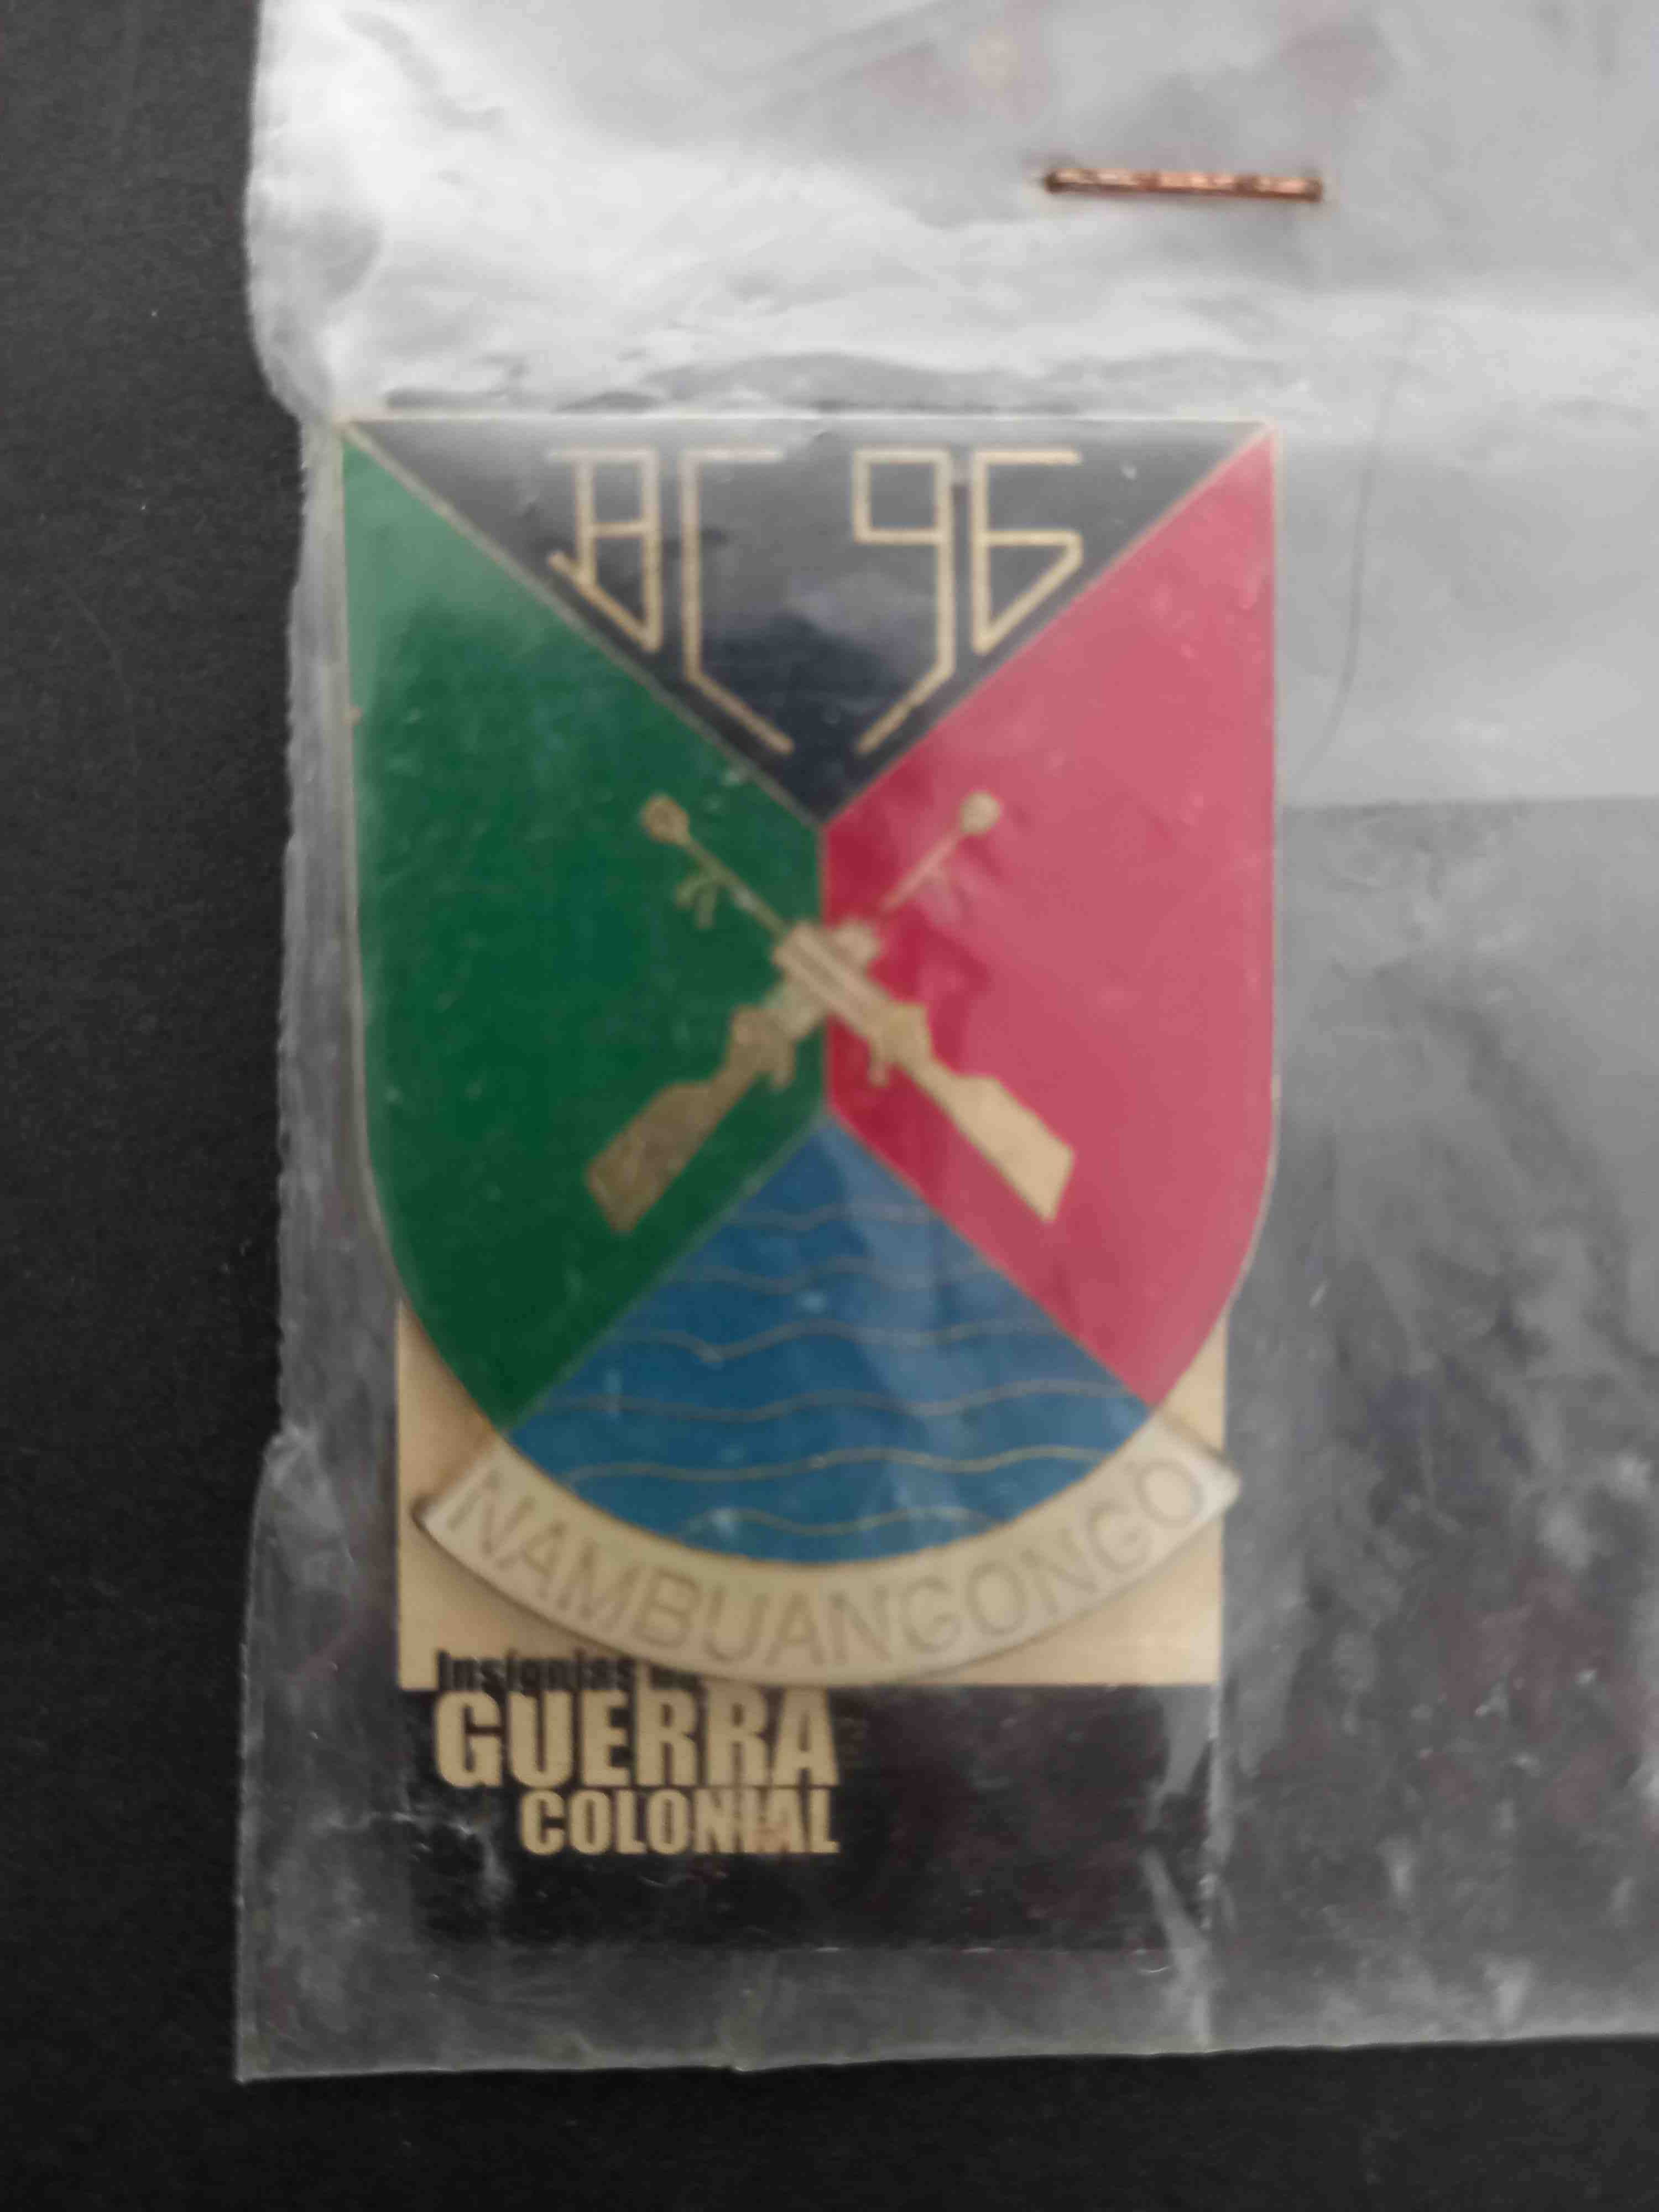 BC 96
NAMBUANGONGO
Insígnias
GUERRA
COLONIAL